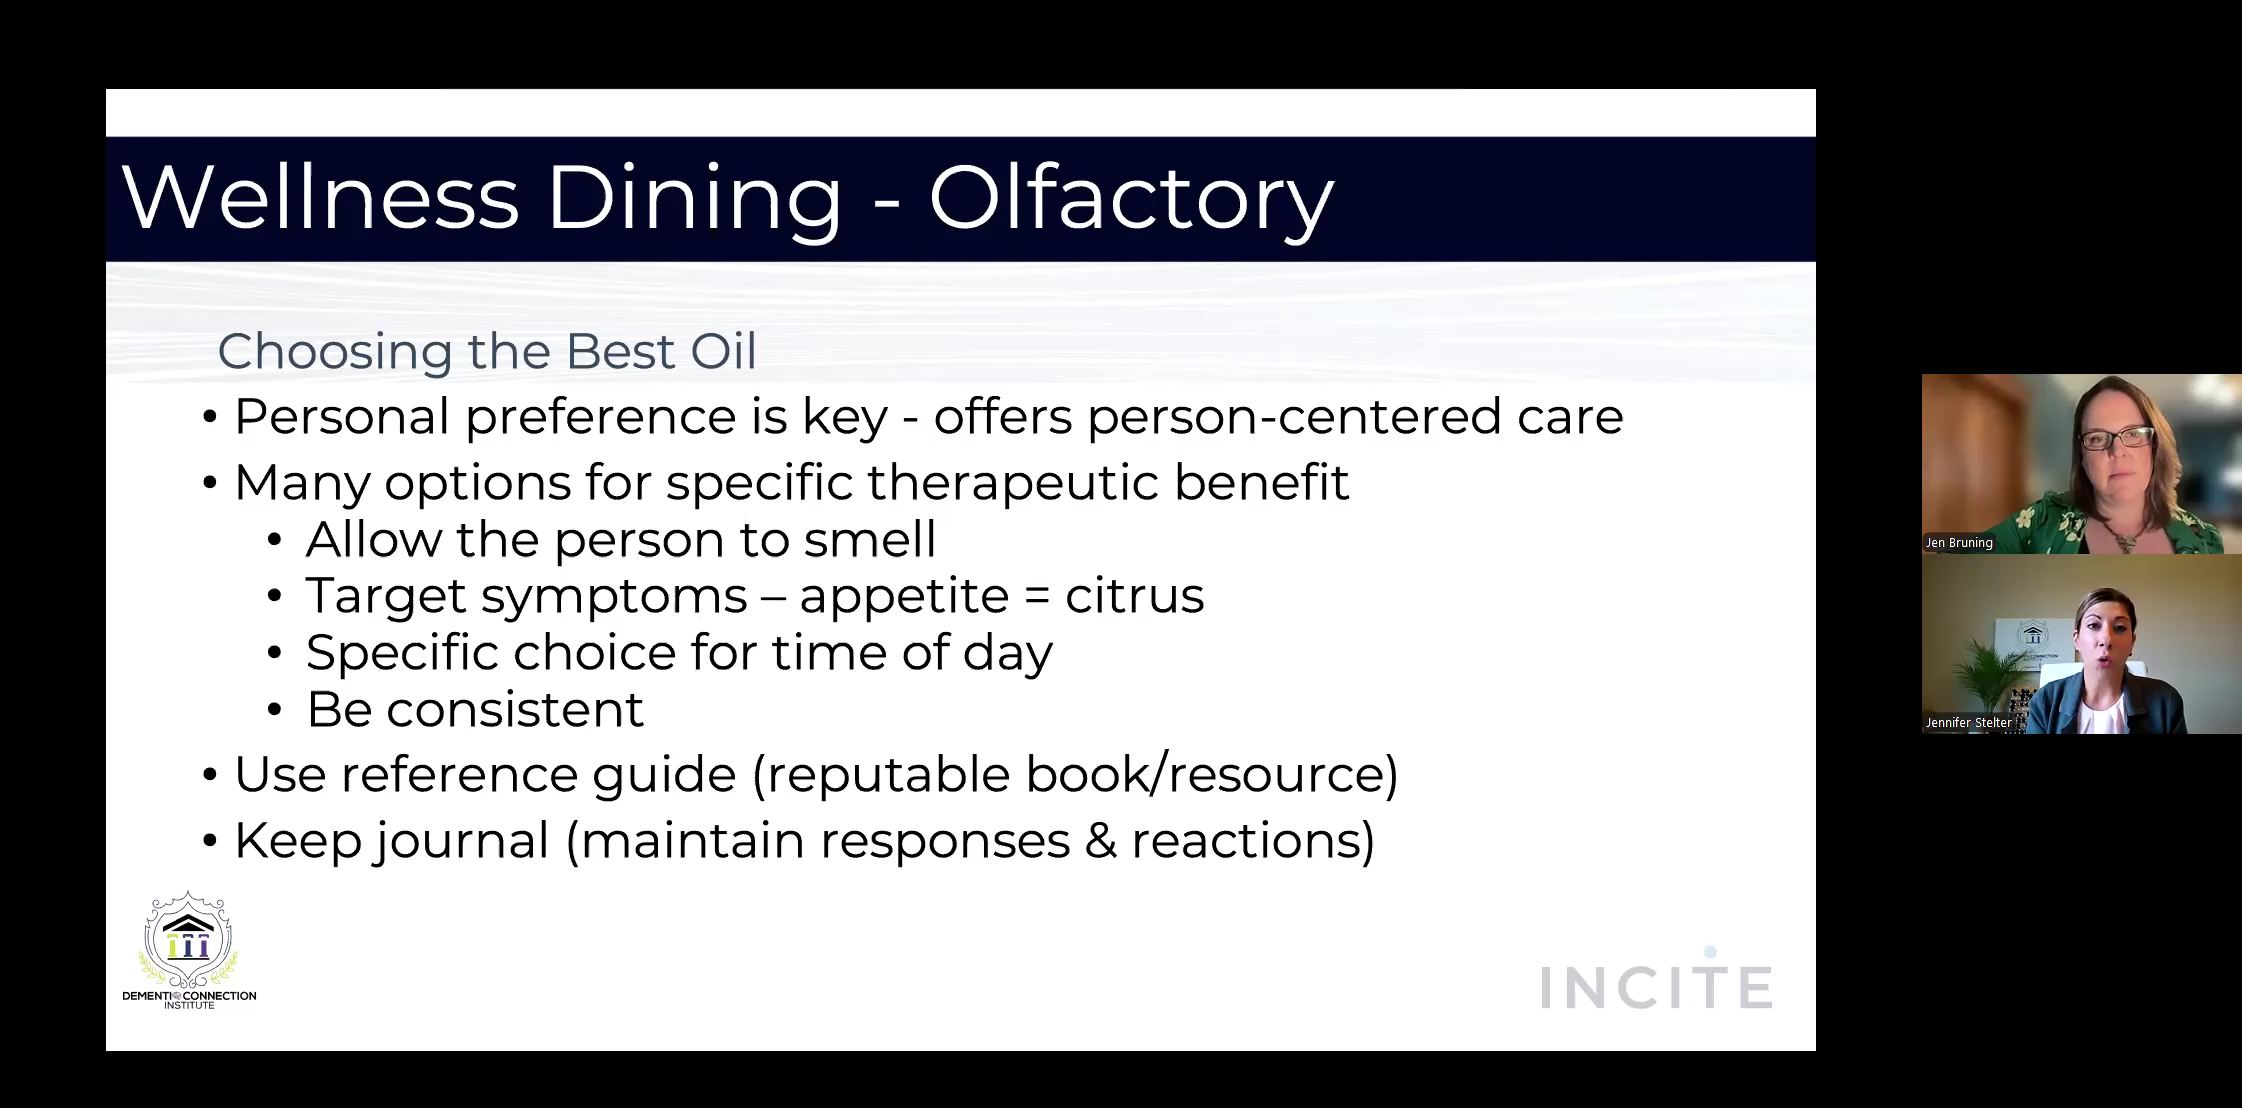 Wellness Dining - Olfactory
Choosing the Best Oil
• Personal preference is key - offers person-centered care
• Many options for specific therapeutic benefit
• Allow the person to smell
• Target symptoms – appetite = citrus
• Specific choice for time of day
• Be consistent
• Use reference guide (reputable book/resource)
• Keep journal (maintain responses & reactions)
DEMENTIA CONNECTION
INSTITUTE
INCITE
Jen Bruning
CONNECTION
INSTITUTE
Jennifer Stelter